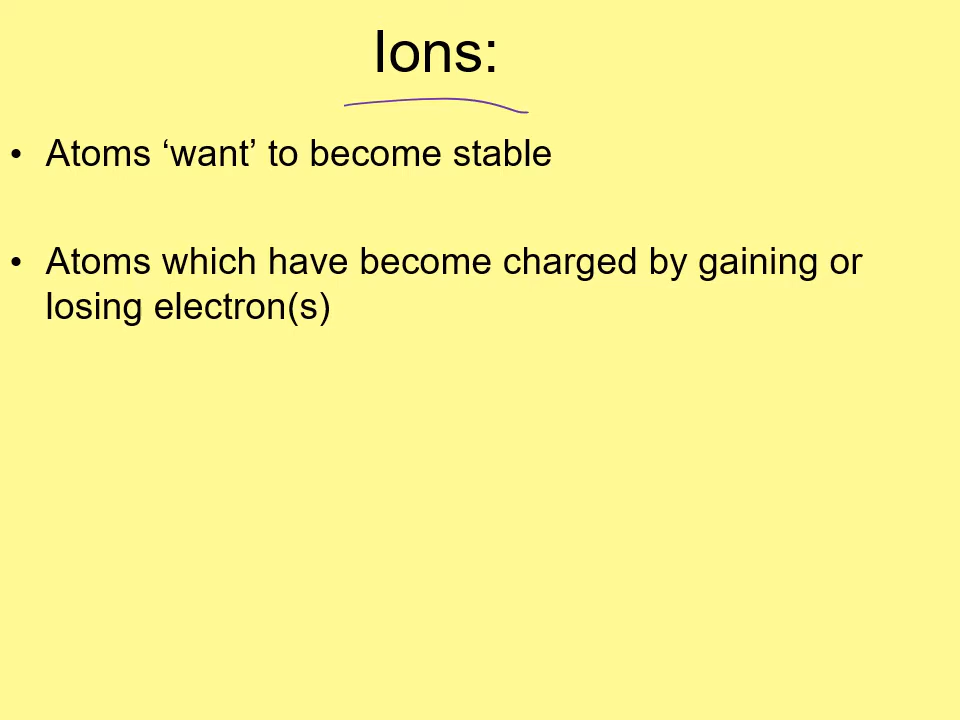 Ions:
• Atoms ‘want’ to become stable
• Atoms which have become charged by gaining or
losing electron(s)